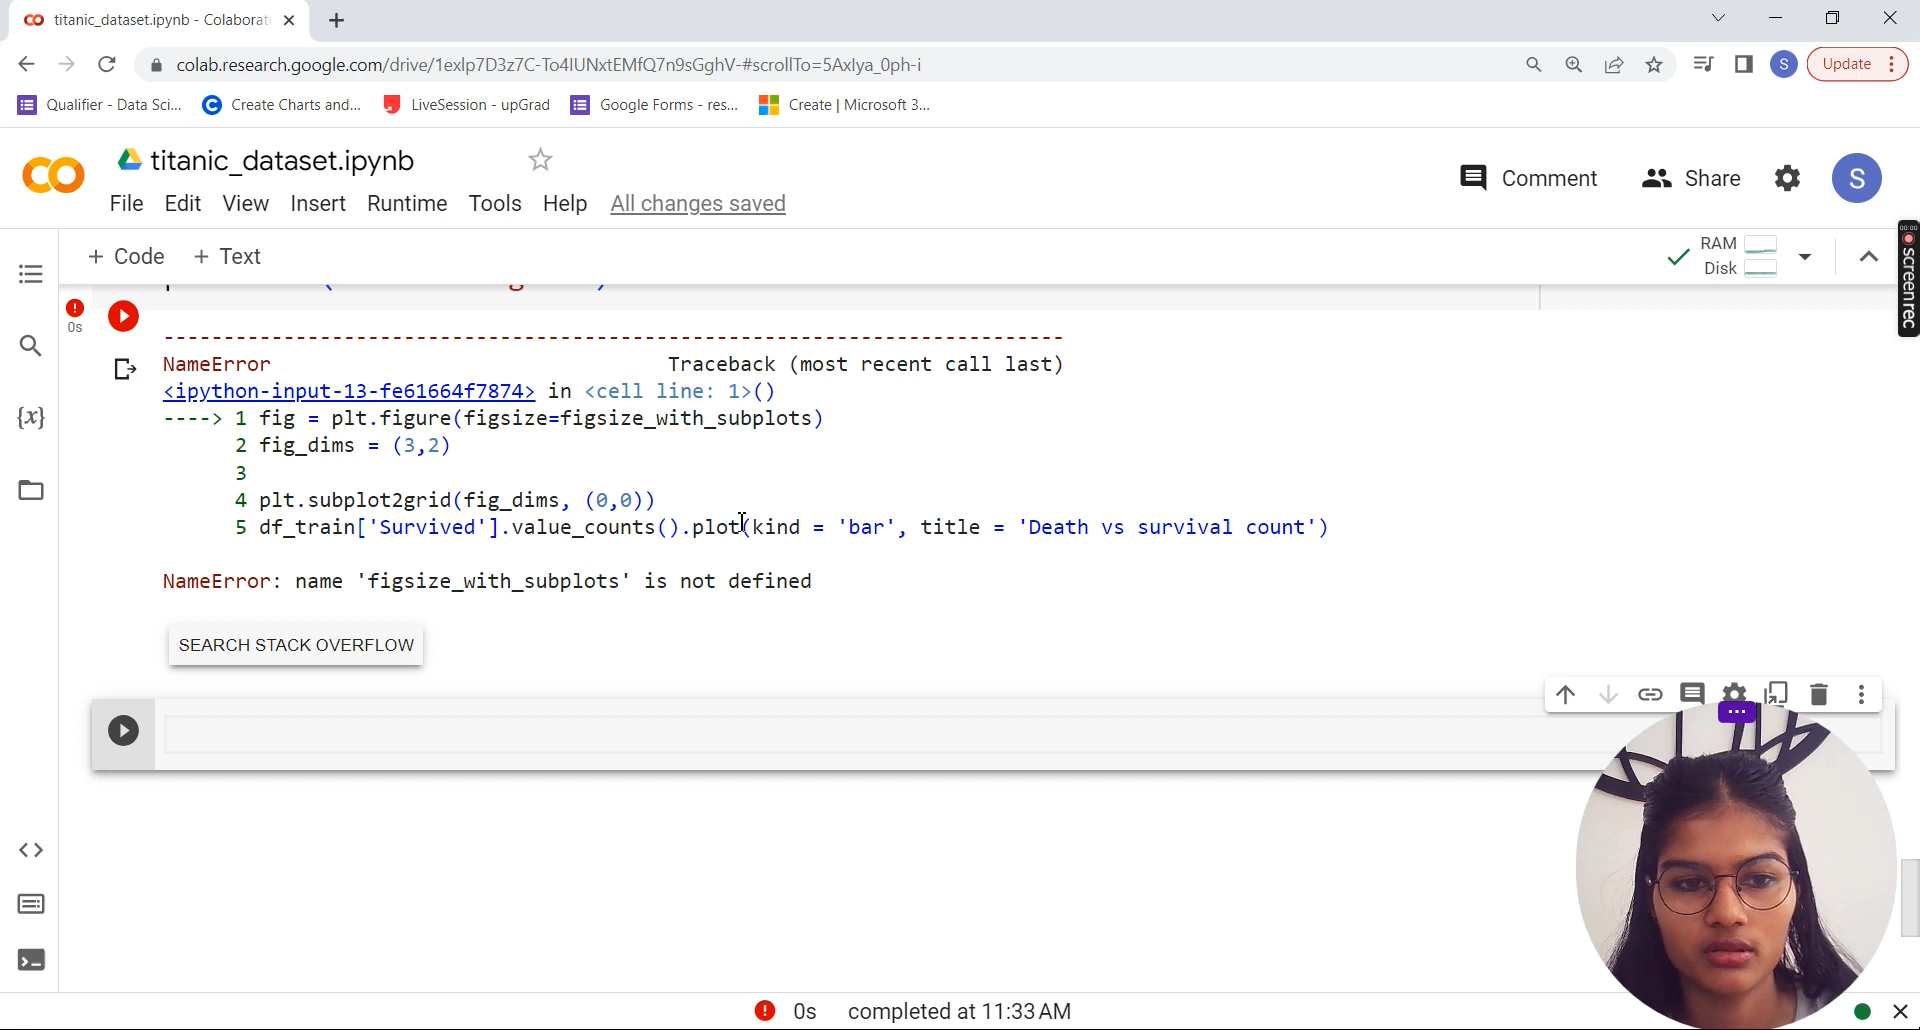 titanic_dataset.ipynb - Colaborat
colab.research.google.com/drive/1exlp7D3z7C-To4IUNxtEMfQ7n9sGghV-#scrollTo=5AxIya_0ph-i
S
Update
Qualifier - Data Sci...
Create Charts and...
LiveSession - upGrad
Google Forms - res...
Create | Microsoft 3...
titanic_dataset.ipynb
Comment
Share
S
File Edit View Insert Runtime Tools Help All changes saved
+ Code + Text
RAM
Disk
00:00
screenrec
0s
---------------------------------------------------------------------------
NameError Traceback (most recent call last)
<ipython-input-13-fe61664f7874> in <cell line: 1>()
----> 1 fig = plt.figure(figsize=figsize_with_subplots)
2 fig_dims = (3,2)
3
4 plt.subplot2grid(fig_dims, (0,0))
5 df_train['Survived'].value_counts().plot(kind = 'bar', title = 'Death vs survival count')
NameError: name 'figsize_with_subplots' is not defined
SEARCH STACK OVERFLOW
0s completed at 11:33 AM